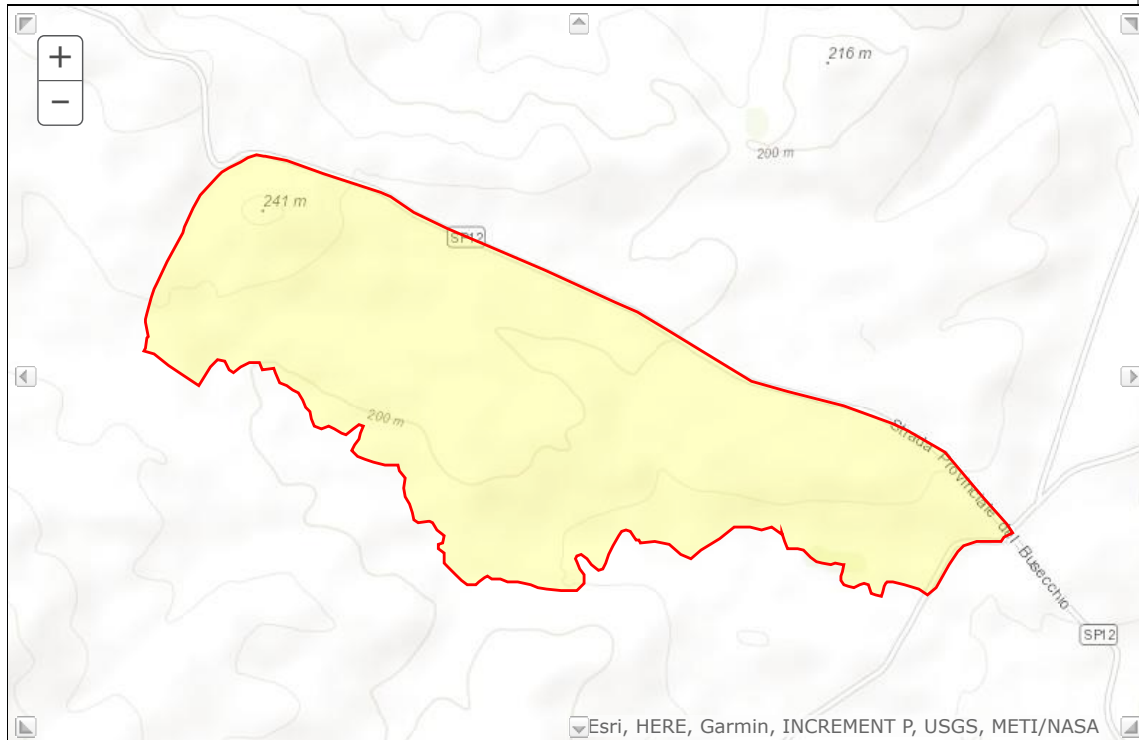 216 m
+
−
200 m
241 m
SP12
200 m
Strada Provinciale del Busecchio
SP12
Esri, HERE, Garmin, INCREMENT P, USGS, METI/NASA